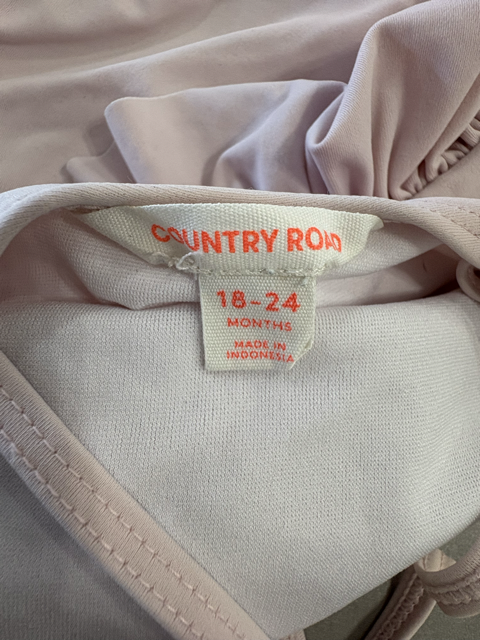 COUNTRY ROAD
18-24
MONTHS
MADE IN
INDONESIA